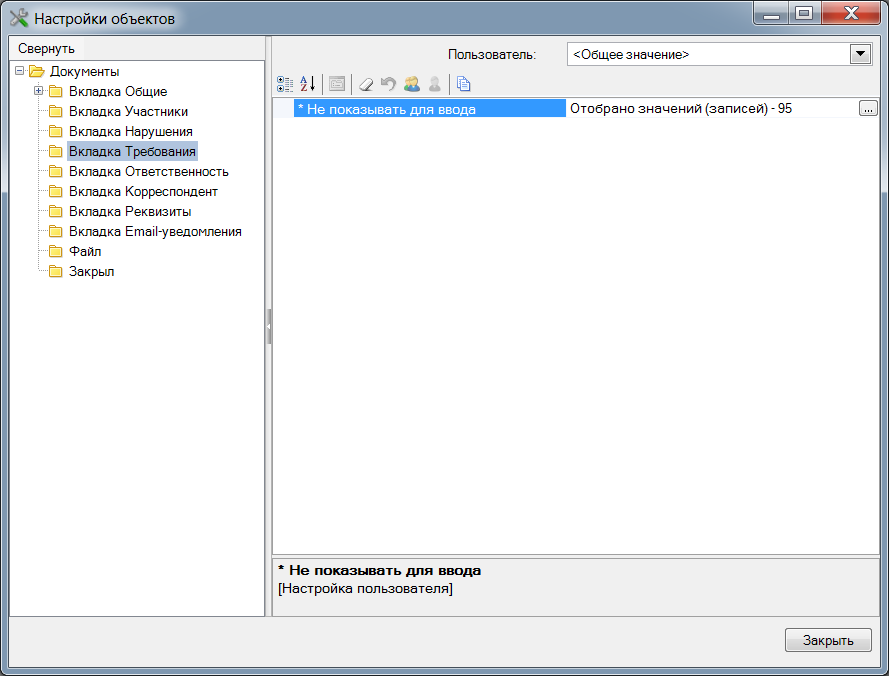 Настройки объектов
Свернуть
Документы
Вкладка Общие
Вкладка Участники
Вкладка Нарушения
Вкладка Требования
Вкладка Ответственность
Вкладка Корреспондент
Вкладка Реквизиты
Вкладка Email-уведомления
Файл
Закрыл
Пользователь:
<Общее значение>
* Не показывать для ввода
Отобрано значений (записей) - 95
...
* Не показывать для ввода
[Настройка пользователя]
Закрыть